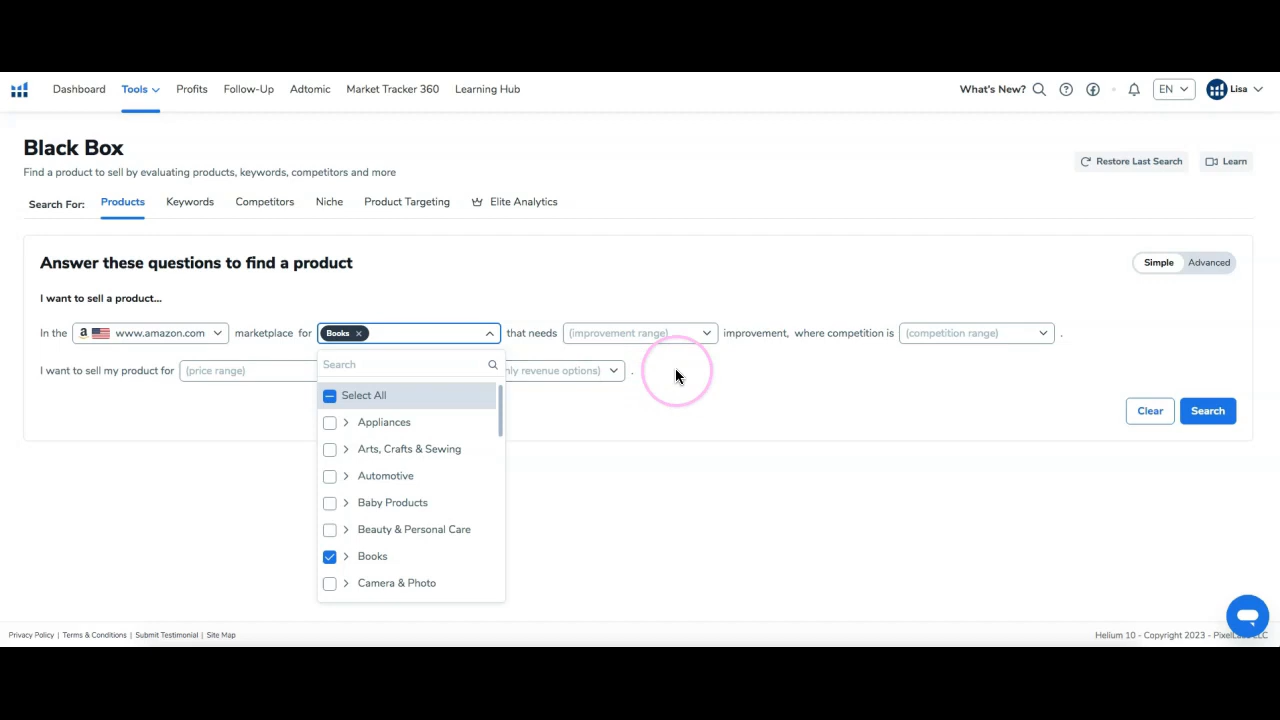 Dashboard Tools Profits Follow-Up Adtomic Market Tracker 360 Learning Hub What's New? EN Lisa
Black Box
Find a product to sell by evaluating products, keywords, competitors and more
Restore Last Search Learn
Search For: Products Keywords Competitors Niche Product Targeting Elite Analytics
Answer these questions to find a product
Simple Advanced
I want to sell a product...
In the a www.amazon.com marketplace for Books × that needs (improvement range) improvement, where competition is (competition range) .
I want to sell my product for (price range) revenue options) .
Search
Clear Search
Select All
Appliances
Arts, Crafts & Sewing
Automotive
Baby Products
Beauty & Personal Care
Books
Camera & Photo
Privacy Policy | Terms & Conditions | Submit Testimonial | Site Map
Helium 10 - Copyright 2023 -